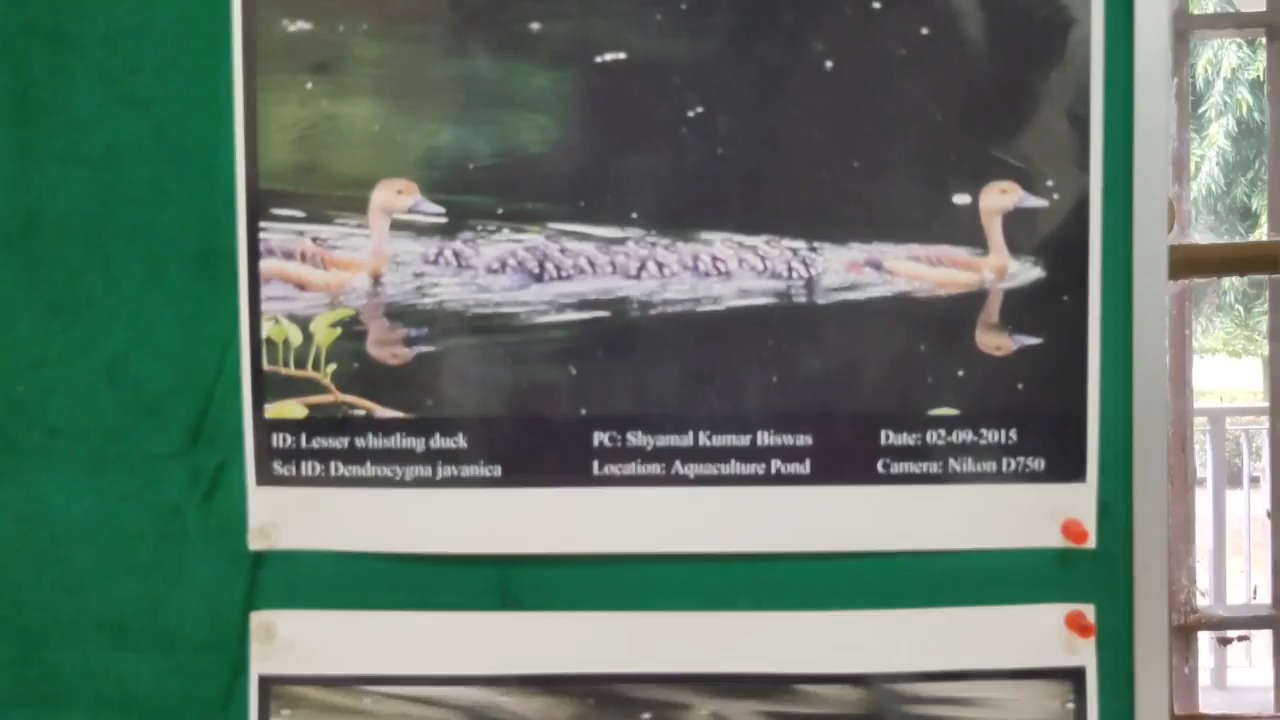 ID: Lesser whistling duck
PC: Shyamal Kumar Biswas
Date: 02-09-2015
Sci ID: Dendrocygna javanica
Location: Aquaculture Pond
Camera: Nikon D750